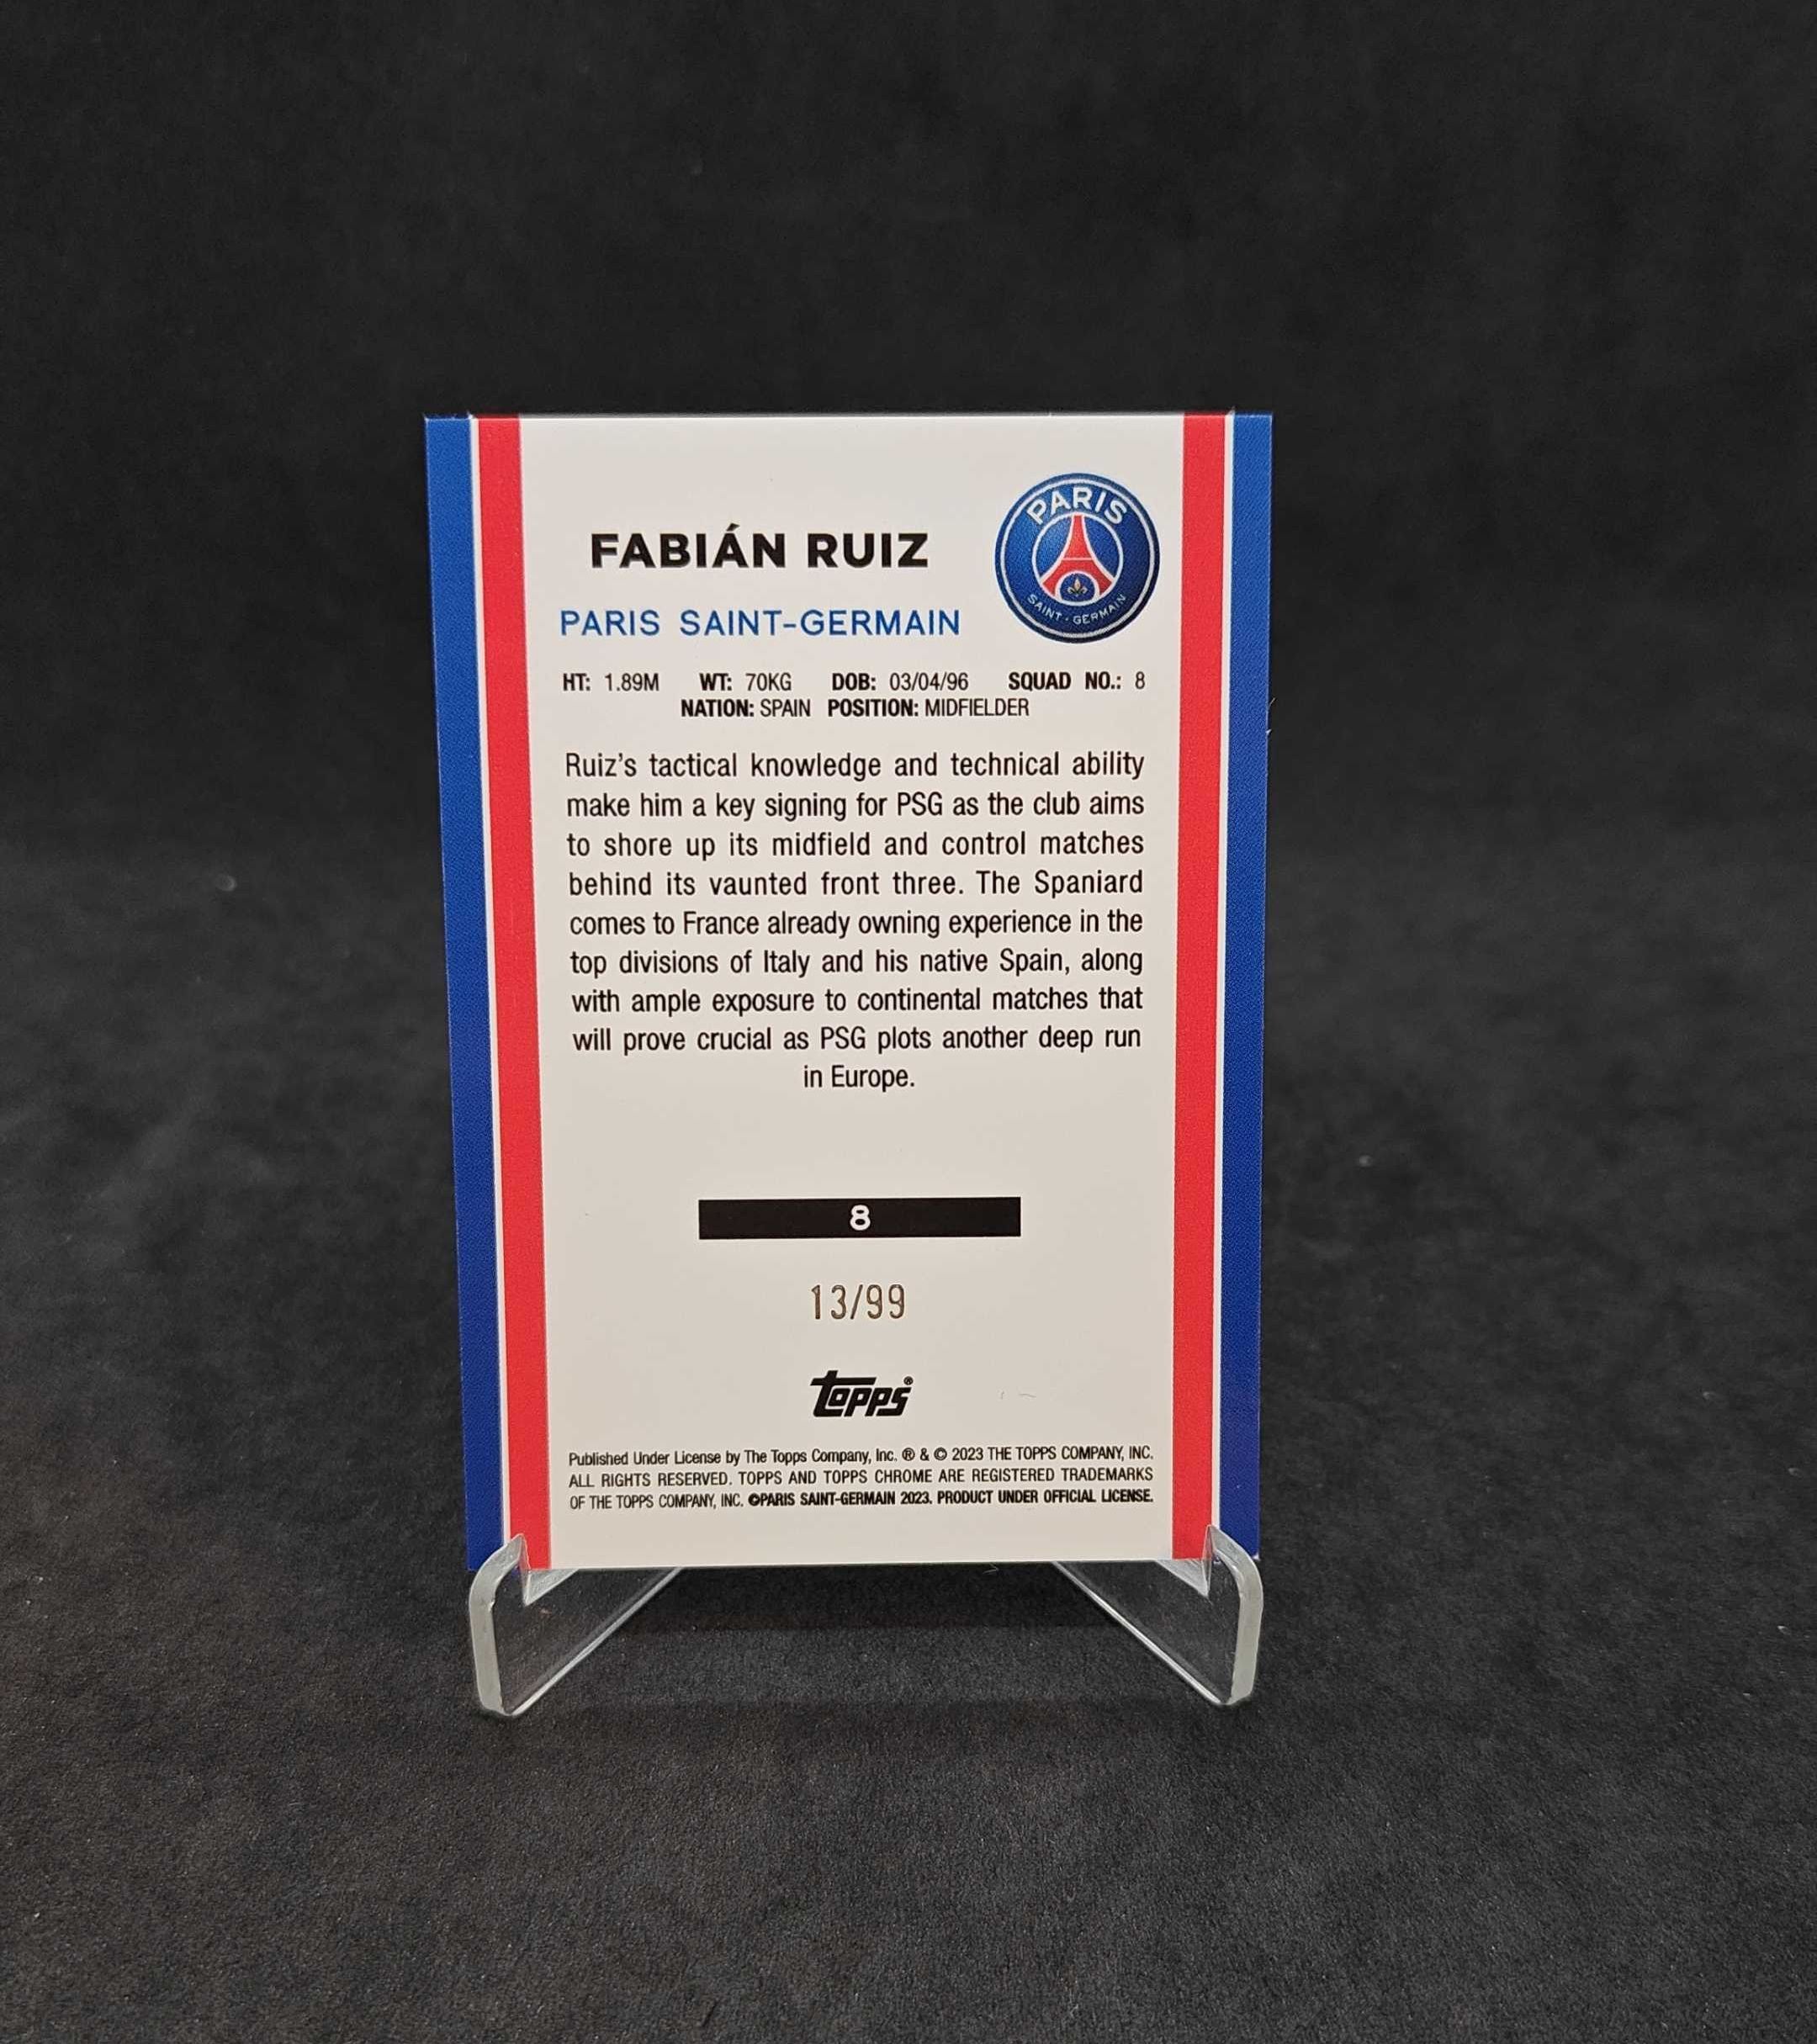 PARIS
SAINT-GERMAIN
FABIÁN RUIZ
PARIS SAINT-GERMAIN
HT: 1.89M WT: 70KG DOB: 03/04/96 SQUAD NO.: 8
NATION: SPAIN POSITION: MIDFIELDER
Ruiz's tactical knowledge and technical ability
make him a key signing for PSG as the club aims
to shore up its midfield and control matches
behind its vaunted front three. The Spaniard
comes to France already owning experience in the
top divisions of Italy and his native Spain, along
with ample exposure to continental matches that
will prove crucial as PSG plots another deep run
in Europe.
8
13/99
topps®
Published Under License by The Topps Company, Inc. ® & © 2023 THE TOPPS COMPANY, INC.
ALL RIGHTS RESERVED. TOPPS AND TOPPS CHROME ARE REGISTERED TRADEMARKS
OF THE TOPPS COMPANY, INC. ©PARIS SAINT-GERMAIN 2023. PRODUCT UNDER OFFICIAL LICENSE.